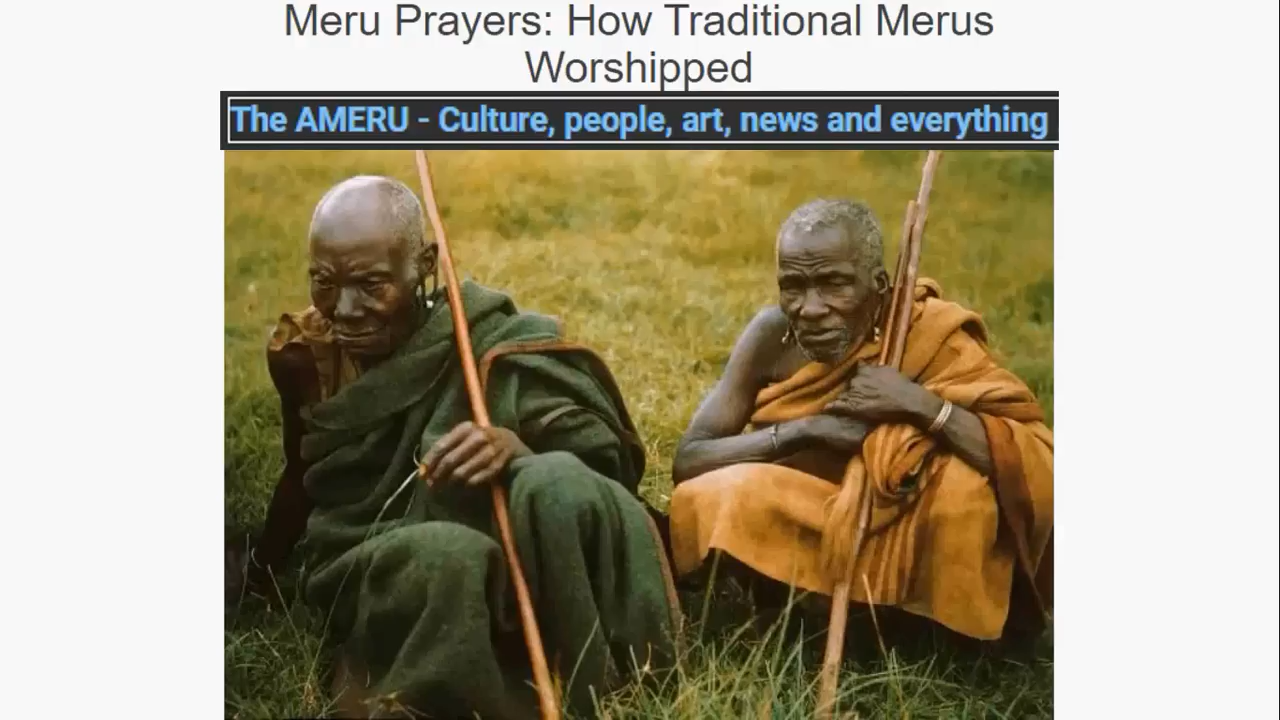 Meru Prayers: How Traditional Merus
Worshipped
The AMERU - Culture, people, art, news and everything